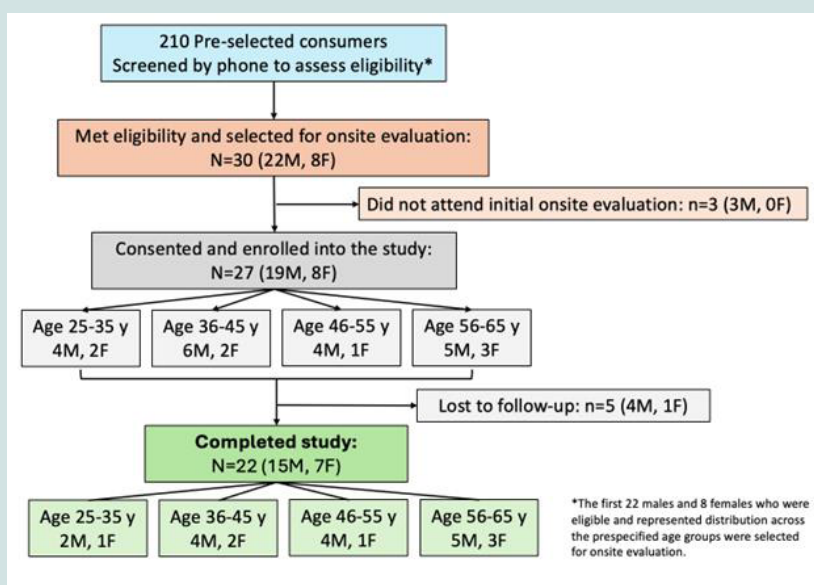 210 Pre-selected consumers
Screened by phone to assess eligibility*
Met eligibility and selected for onsite evaluation:
N=30 (22M, 8F)
Did not attend initial onsite evaluation: n=3 (3M, 0F)
Consented and enrolled into the study:
N=27 (19M, 8F)
Age 25-35 y
4M, 2F
Age 36-45 y
6M, 2F
Age 46-55 y
4M, 1F
Age 56-65 y
5M, 3F
Lost to follow-up: n=5 (4M, 1F)
Completed study:
N=22 (15M, 7F)
Age 25-35 y
2M, 1F
Age 36-45 y
4M, 2F
Age 46-55 y
4M, 1F
Age 56-65 y
5M, 3F
*The first 22 males and 8 females who were
eligible and represented distribution across
the prespecified age groups were selected
for onsite evaluation.